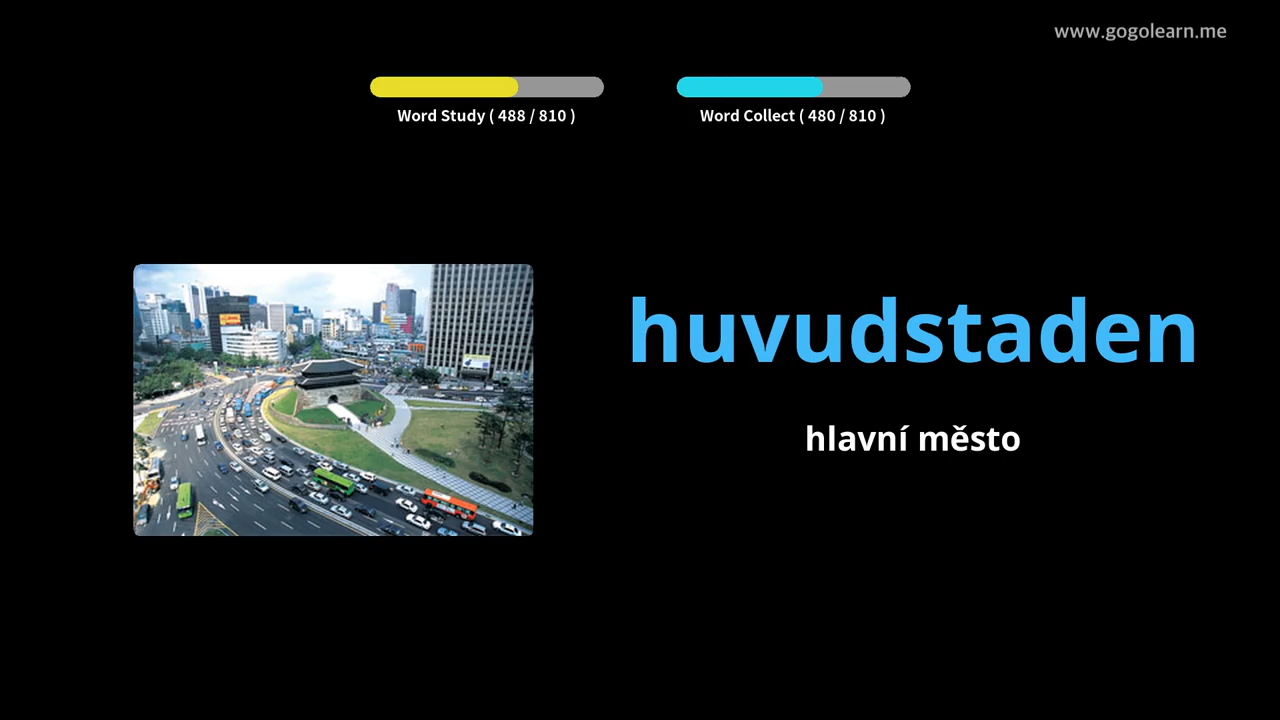 www.gogolearn.me
Word Study ( 488 / 810 )
Word Collect ( 480 / 810 )
huvudstaden
hlavní město